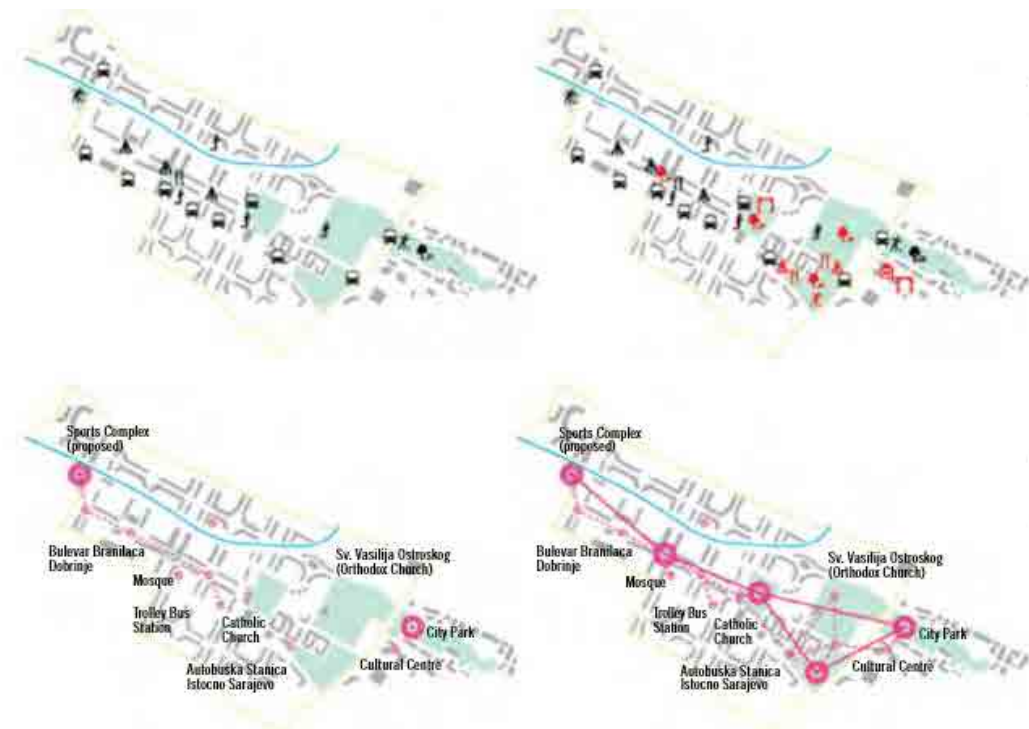 Sports Complex
(proposed)
Bulevar Branilaca
Dobrinje
Mosque
Trolley Bus
Station
Catholic
Church
Autobuska Stanica
Istocno Sarajevo
Sv. Vasilija Ostroskog
(Orthodox Church)
City Park
Cultural Centre
Sports Complex
(proposed)
Bulevar Branilaca
Dobrinje
Mosque
Trolley Bus
Station
Catholic
Church
Autobuska Stanica
Istocno Sarajevo
Sv. Vasilija Ostroskog
(Orthodox Church)
City Park
Cultural Centre